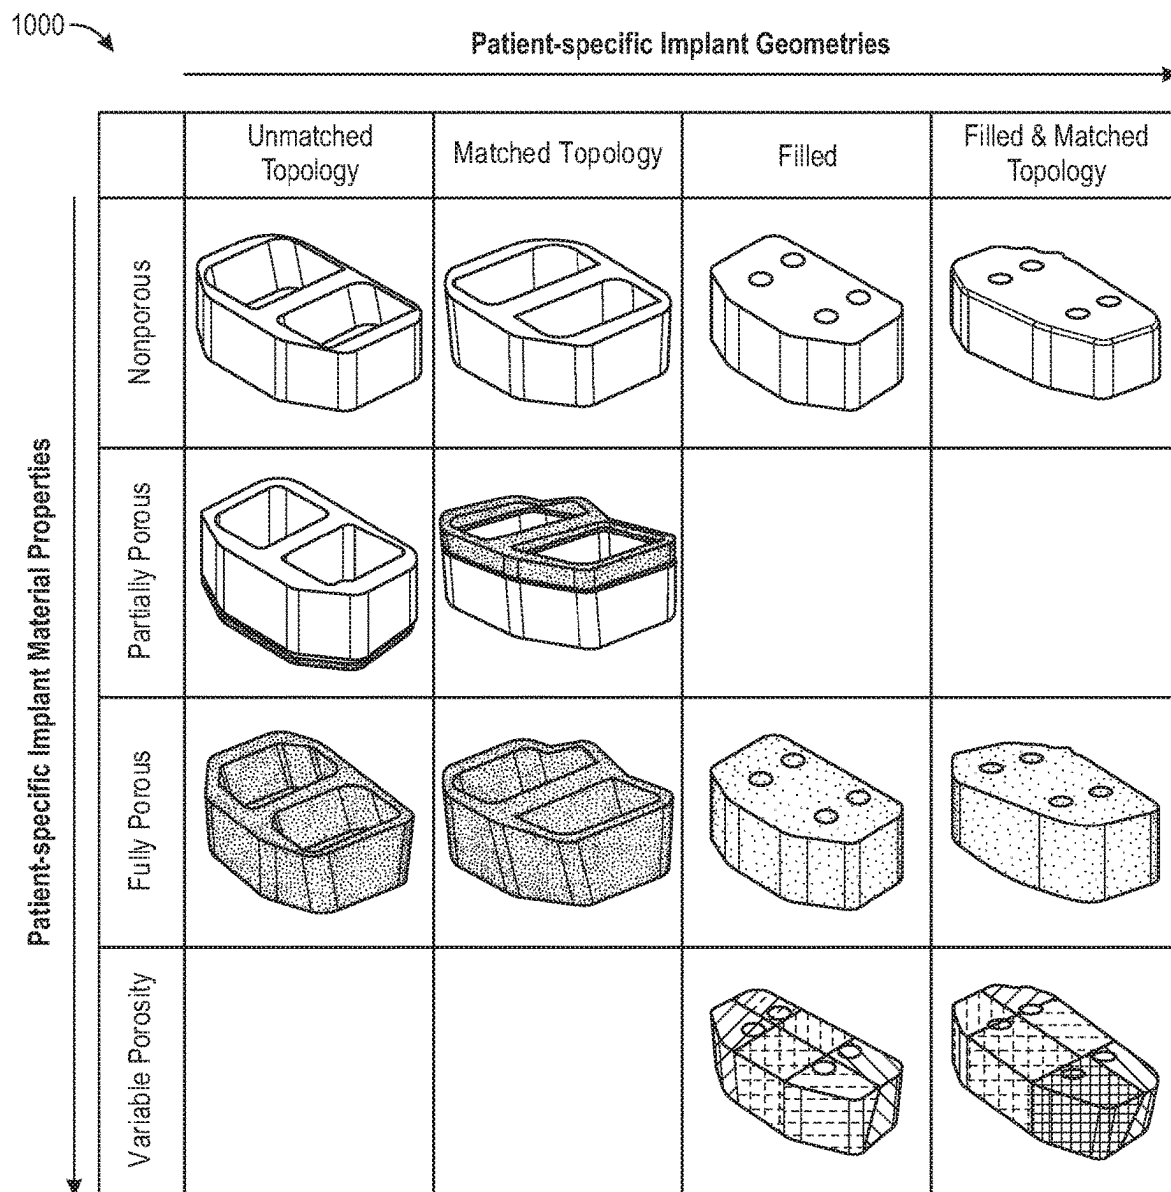 1000
Patient-specific Implant Geometries
Unmatched
Topology
Matched Topology
Filled
Filled & Matched
Topology
Patient-specific Implant Material Properties
Nonporous
Partially Porous
Fully Porous
Variable Porosity